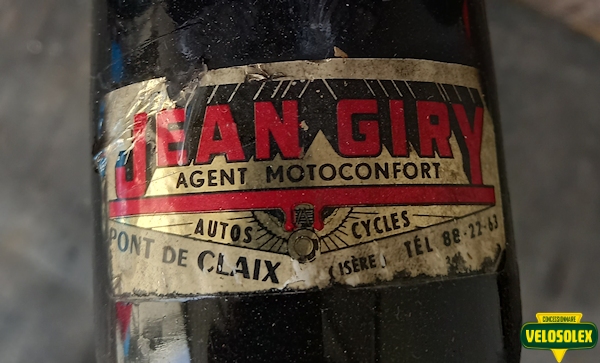 JEAN GIRY
AGENT MOTOCONFORT
AUTOS CYCLES
PONT DE CLAIX (ISÈRE) TÉL 88-22-63
CONCESSIONNAIRE
VELOSOLEX